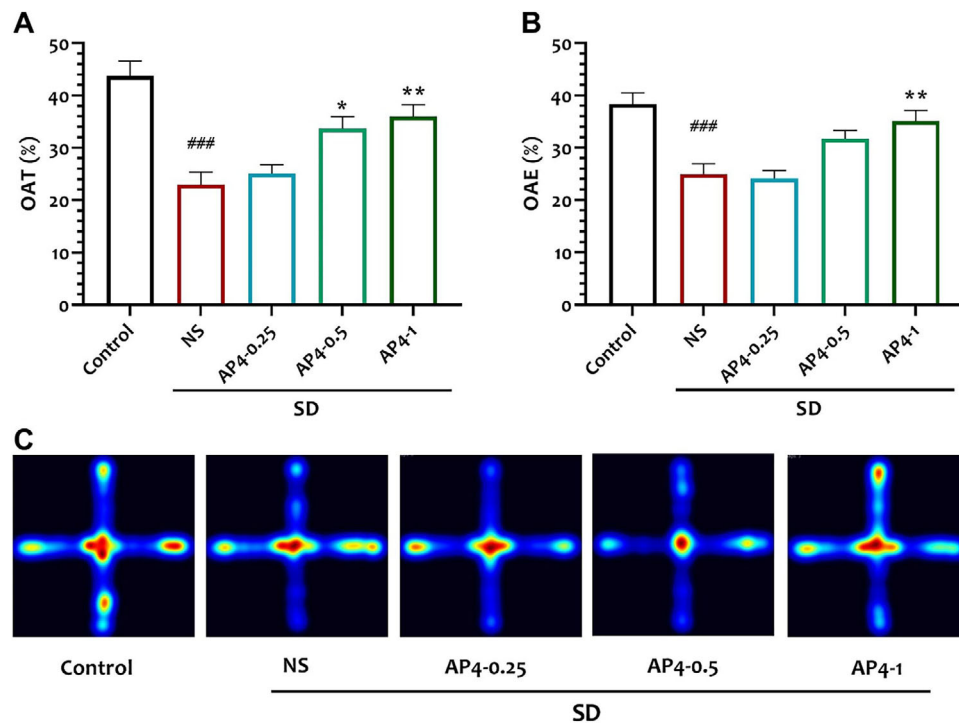 A
OAT (%)
50
40
30
20
10
0
###
*
**
Control
NS
AP4-0.25
AP4-0.5
AP4-1
SD
B
OAE (%)
50
40
30
20
10
0
###
**
Control
NS
AP4-0.25
AP4-0.5
AP4-1
SD
C
Control
NS
AP4-0.25
AP4-0.5
AP4-1
SD